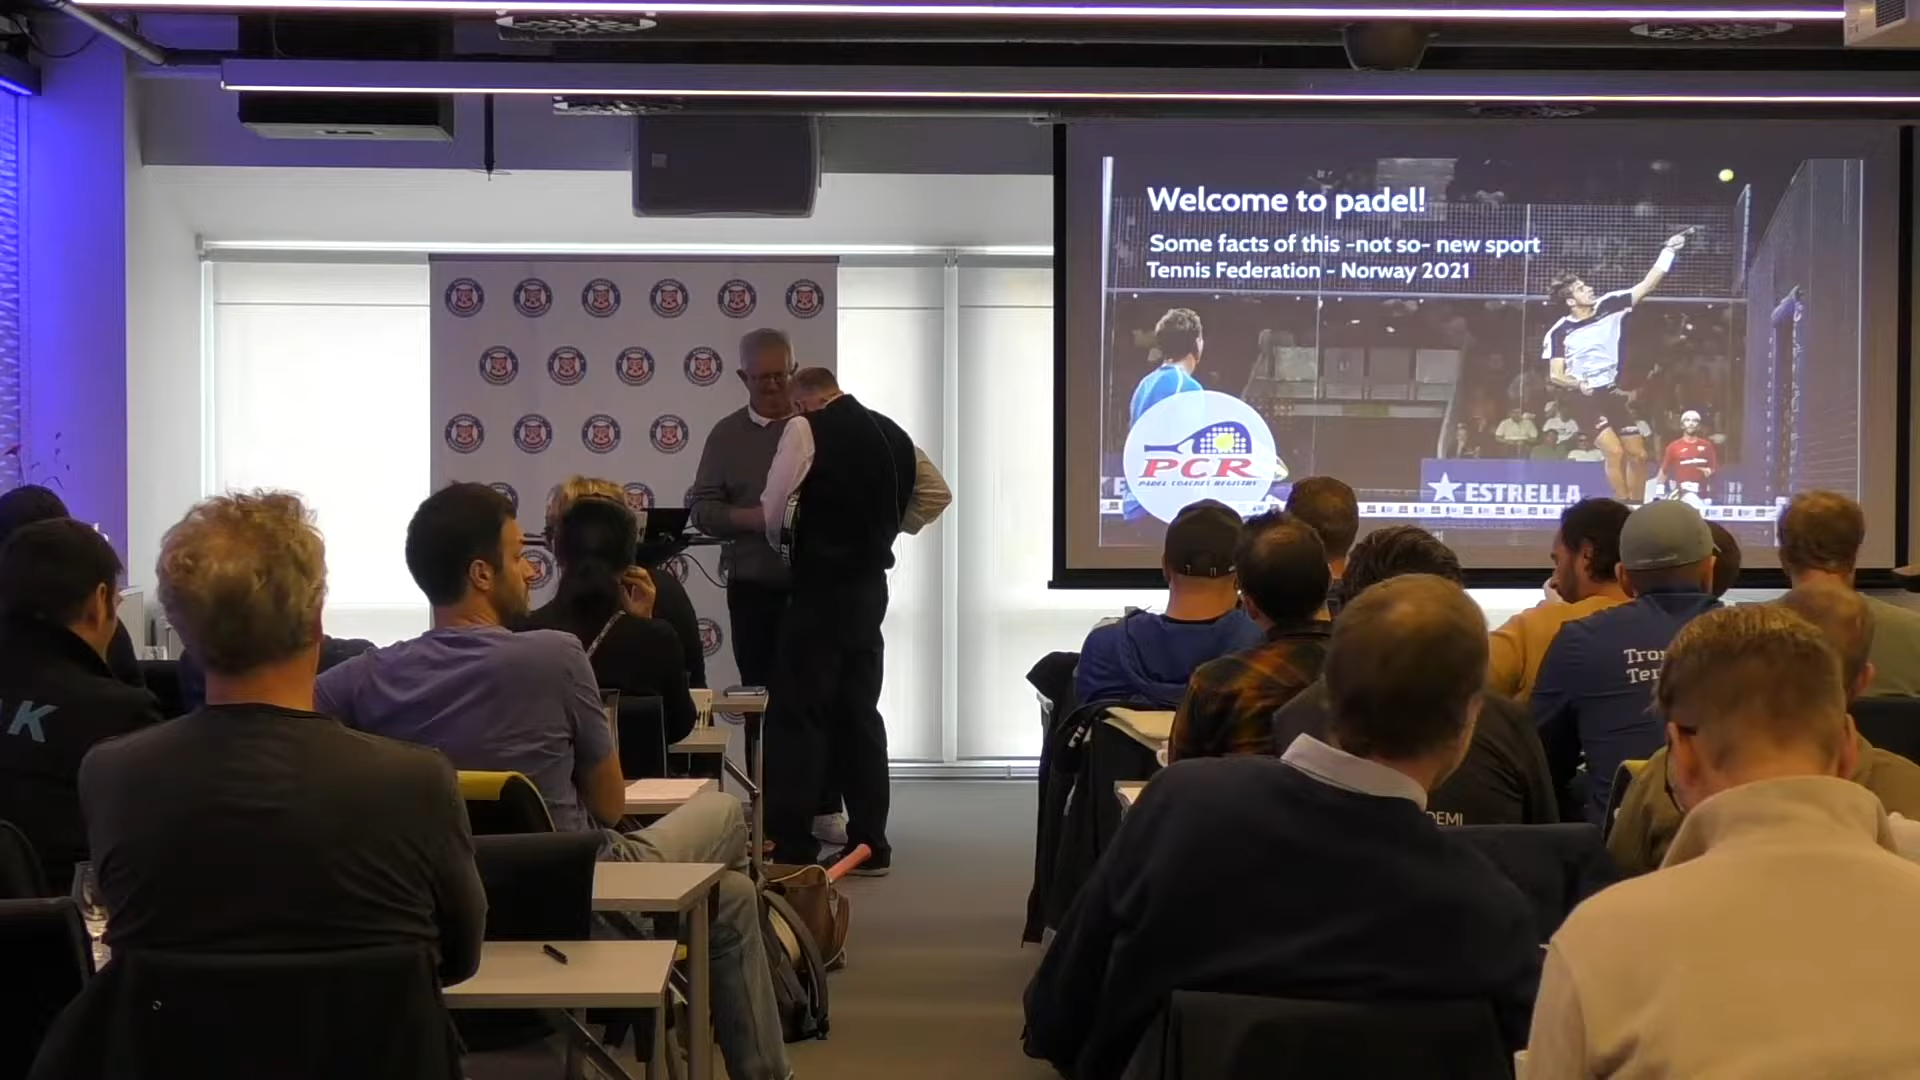 Welcome to padel!
Some facts of this -not so- new sport
Tennis Federation - Norway 2021
PCR
PADEL COACHES REGISTRY
ESTRELLA
AK